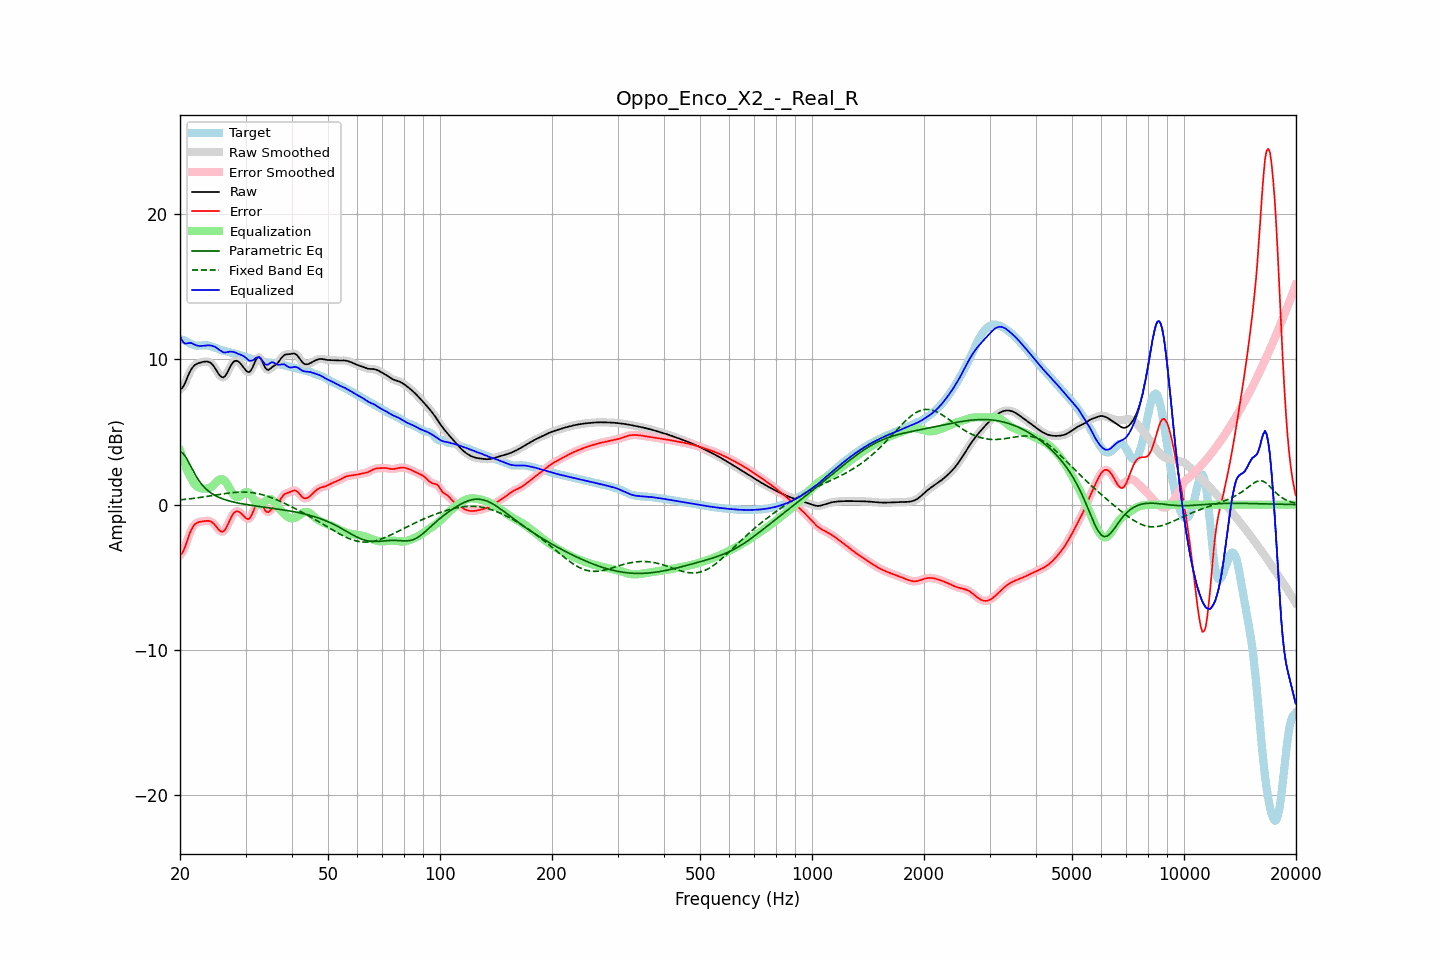 Oppo_Enco_X2_-_Real_R
Target
Raw Smoothed
Error Smoothed
Raw
Error
Equalization
Parametric Eq
Fixed Band Eq
Equalized
20
10
0
−10
−20
Amplitude (dBr)
20 50 100 200 500 1000 2000 5000 10000 20000
Frequency (Hz)